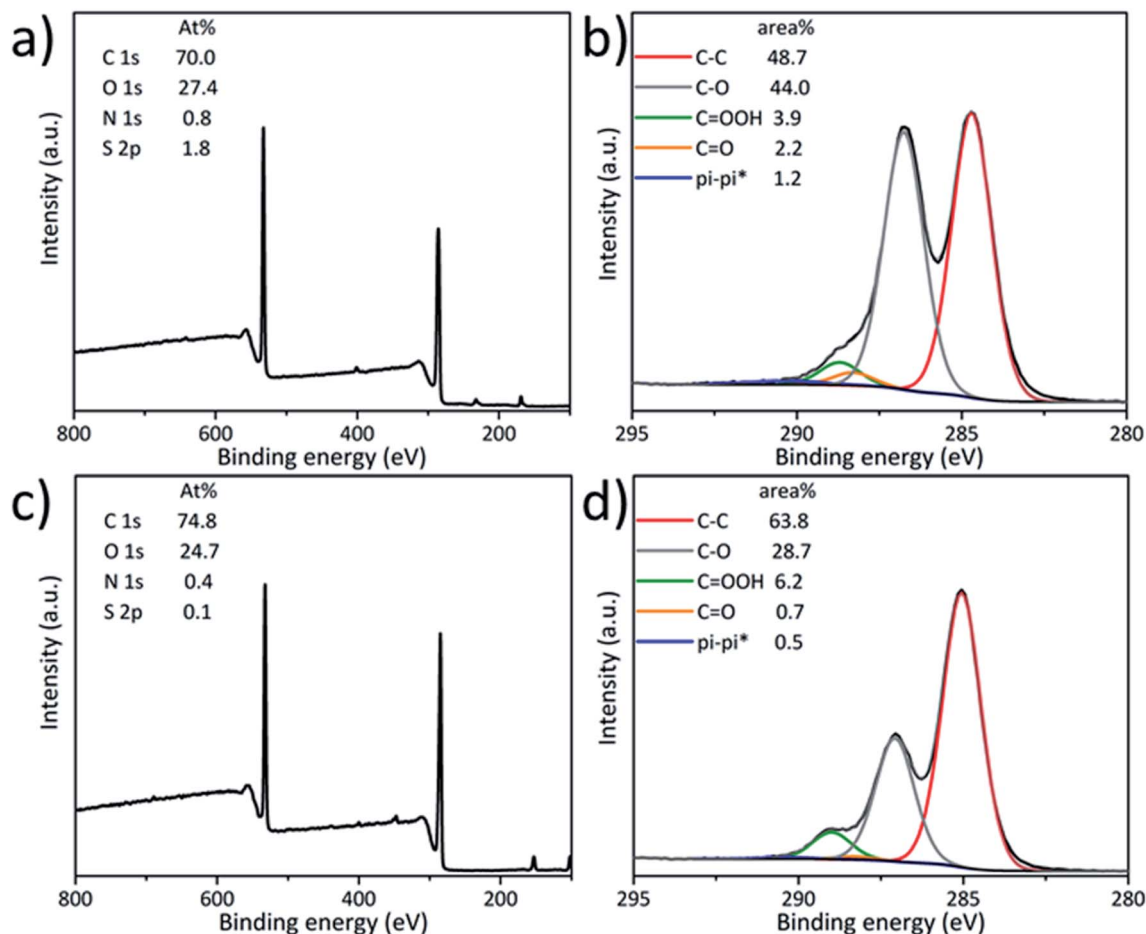 a)
At%
C 1s 70.0
O 1s 27.4
N 1s 0.8
S 2p 1.8
Intensity (a.u.)
800 600 400 200
Binding energy (eV)
b)
area%
C-C 48.7
C-O 44.0
C=OOH 3.9
C=O 2.2
pi-pi* 1.2
Intensity (a.u.)
295 290 285 280
Binding energy (eV)
c)
At%
C 1s 74.8
O 1s 24.7
N 1s 0.4
S 2p 0.1
Intensity (a.u.)
800 600 400 200
Binding energy (eV)
d)
area%
C-C 63.8
C-O 28.7
C=OOH 6.2
C=O 0.7
pi-pi* 0.5
Intensity (a.u.)
295 290 285 280
Binding energy (eV)